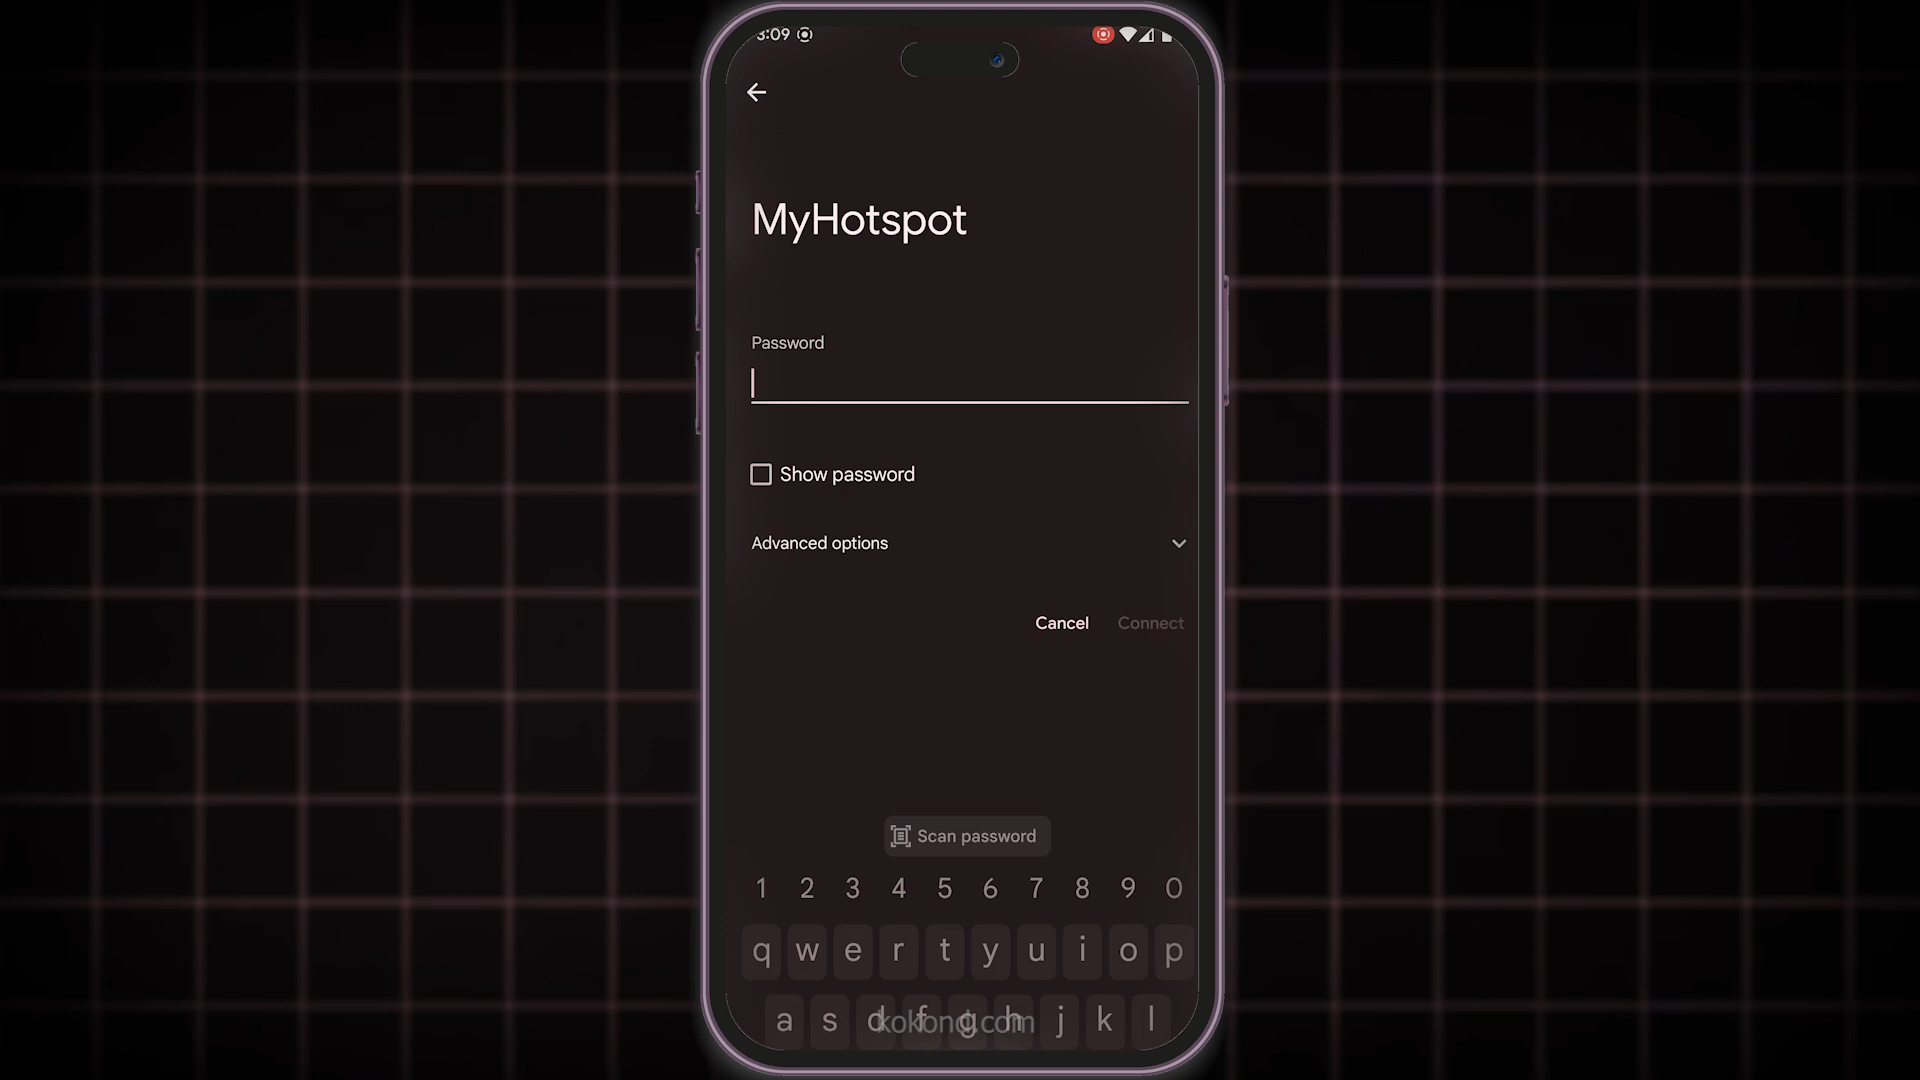 3:09
MyHotspot
Password
Show password
Advanced options
Cancel Connect
Scan password
1 2 3 4 5 6 7 8 9 0
q w e r t y u i o p
a s d f g h j k l
kokong.com